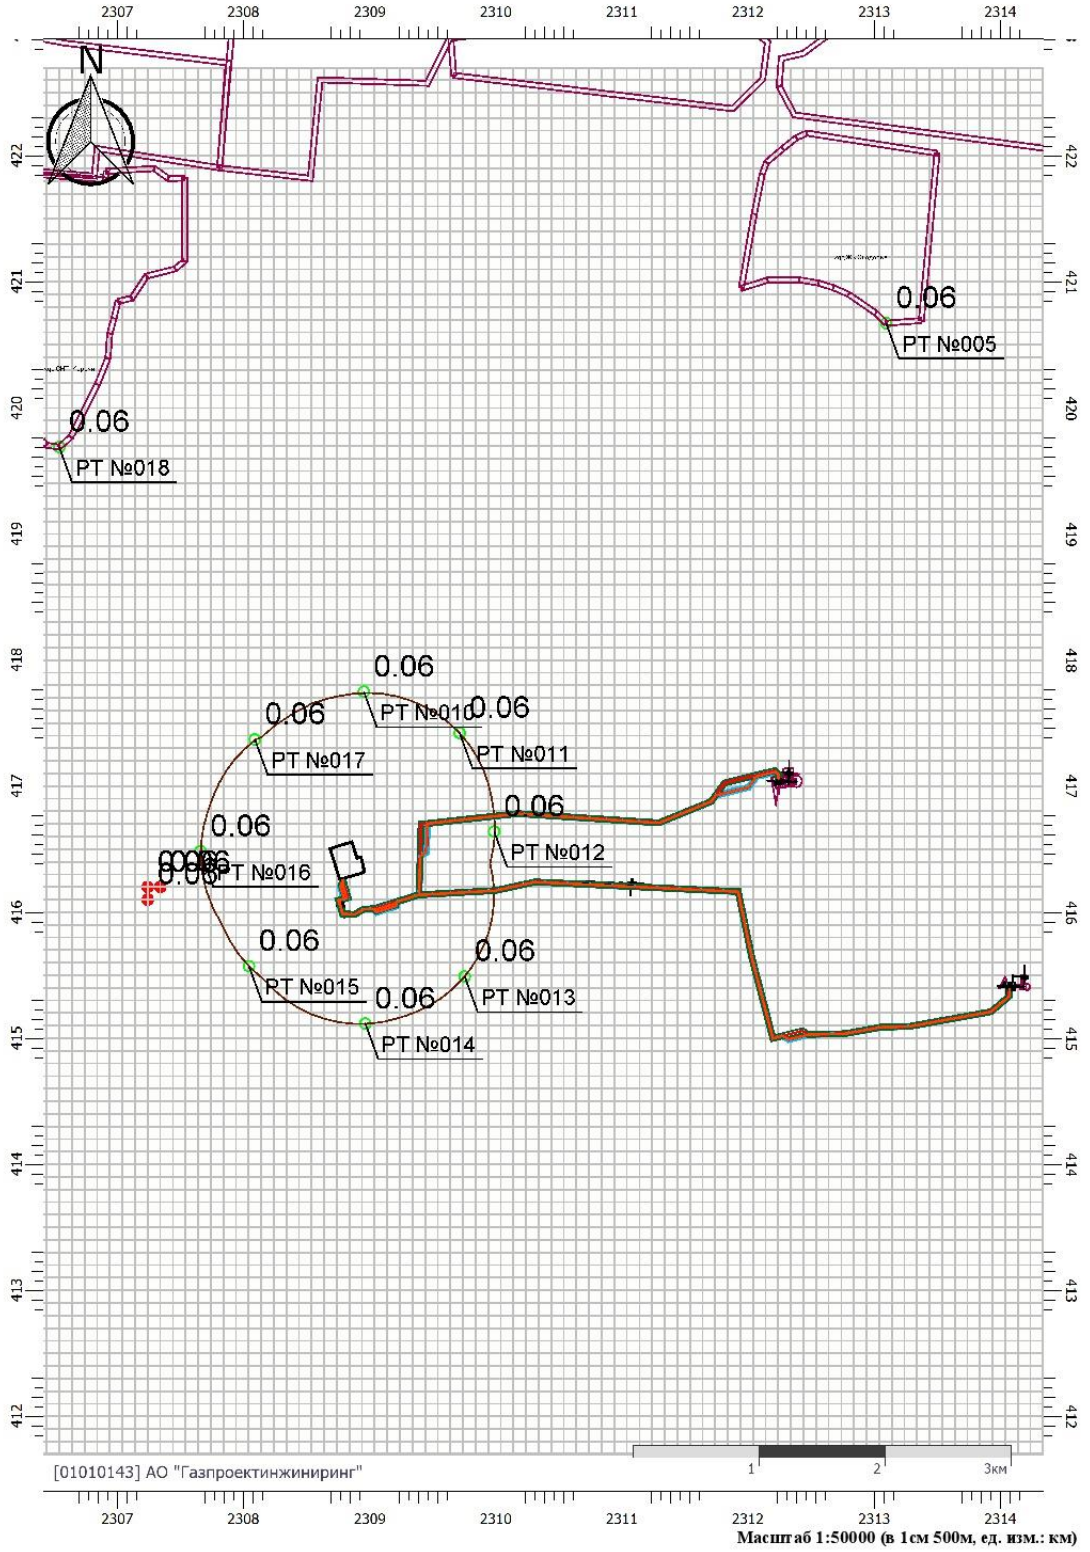 2307 2308 2309 2310 2311 2312 2313 2314
N
422 422
421 421
0.06
РТ №005
420 420
0.06
РТ №018
419 419
418 418
0.06
РТ №010
0.06
0.06
РТ №017
РТ №011
417 417
0.06
0.06
РТ №012
РТ №016
416 416
0.06
0.06
РТ №015
РТ №013
0.06
РТ №014
415 415
414 414
413 413
412 412
[01010143] АО "Газпроектинжиниринг"
1 2 3км
2307 2308 2309 2310 2311 2312 2313 2314
Масштаб 1:50000 (в 1см 500м, ед. изм.: км)